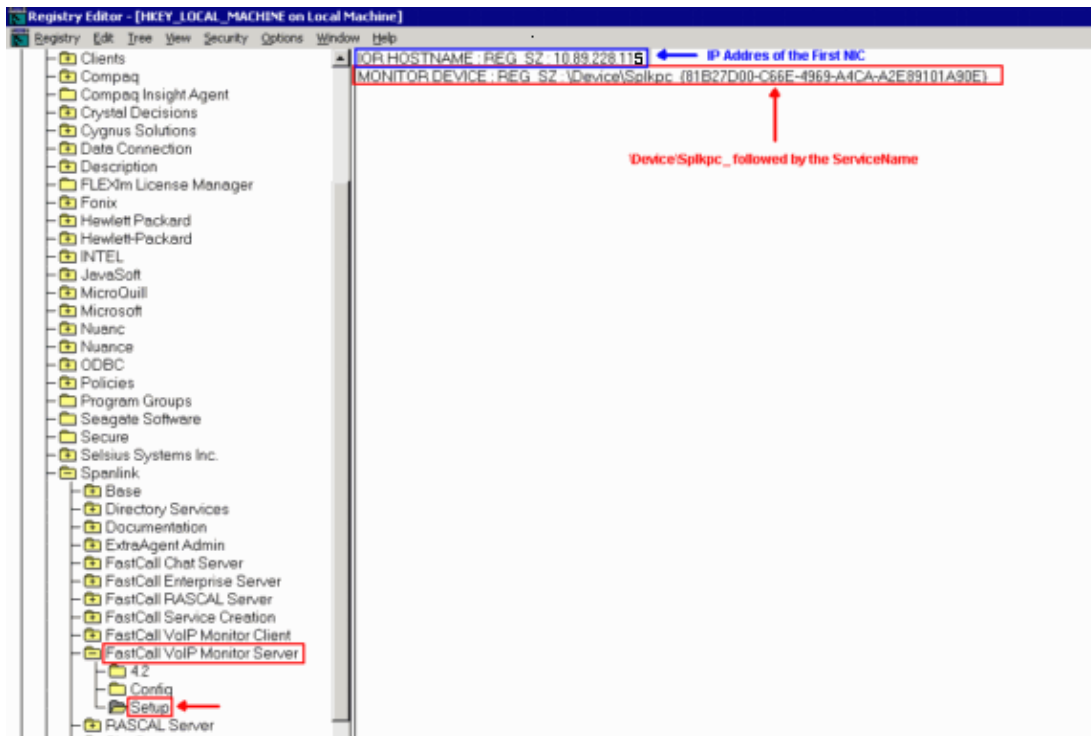 Registry Editor - [HKEY_LOCAL_MACHINE on Local Machine]
Registry Edit Tree View Security Options Window Help
Clients
Compaq
Compaq Insight Agent
Crystal Decisions
Cygnus Solutions
Data Connection
Description
FLEXlm License Manager
Fonix
Hewlett Packard
Hewlett-Packard
INTEL
JavaSoft
MicroQuill
Microsoft
Nuanc
Nuance
ODBC
Policies
Program Groups
Seagate Software
Secure
Selsius Systems Inc.
Spanlink
Base
Directory Services
Documentation
ExtraAgent Admin
FastCall Chat Server
FastCall Enterprise Server
FastCall RASCAL Server
FastCall Service Creation
FastCall VoIP Monitor Client
FastCall VoIP Monitor Server
4.2
Config
Setup
RASCAL Server
IOR HOSTNAME : REG_SZ : 10.89.228.115
IP Addres of the First NIC
MONITOR DEVICE : REG_SZ : \Device\Splkpc_{81B27D00-C66E-4969-A4CA-A2E89101A90E}
\Device\Splkpc_ followed by the ServiceName